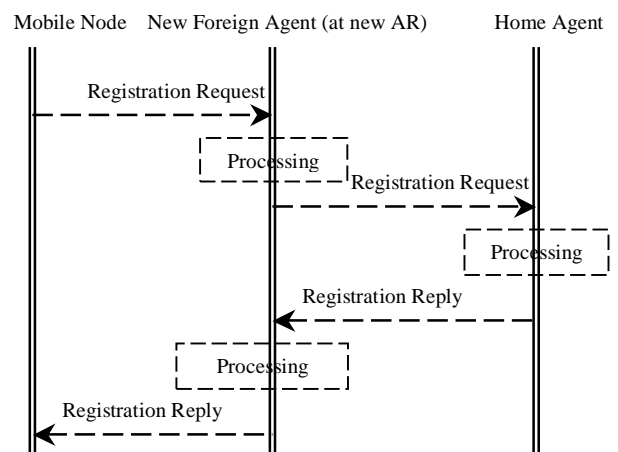 Mobile Node New Foreign Agent (at new AR) Home Agent
Registration Request
Processing
Registration Request
Processing
Registration Reply
Processing
Registration Reply